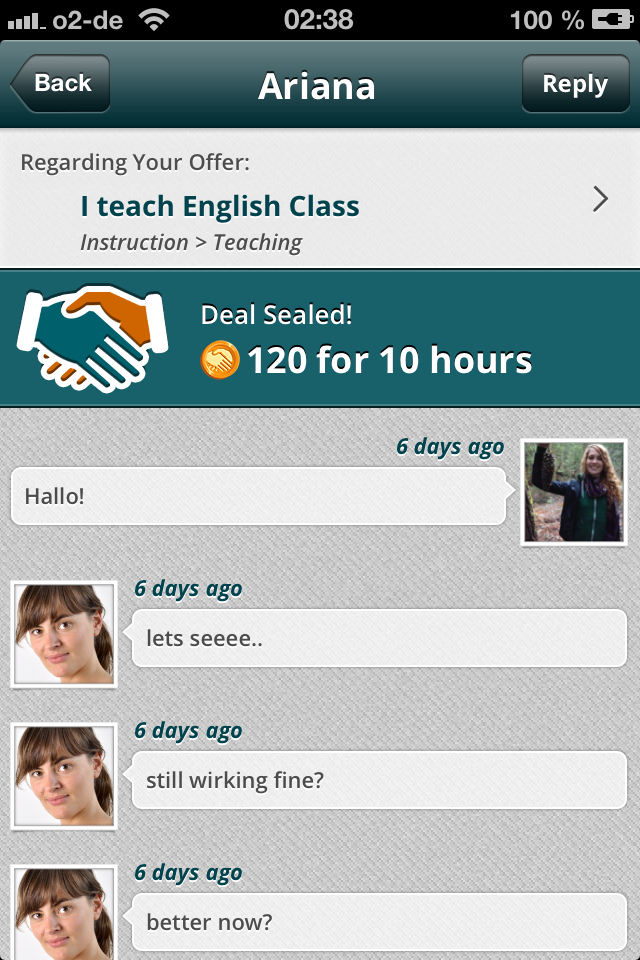 o2-de 02:38 100 %
Back Ariana Reply
Regarding Your Offer:
I teach English Class
Instruction > Teaching
Deal Sealed!
120 for 10 hours
6 days ago
Hallo!
6 days ago
lets seeee..
6 days ago
still wirking fine?
6 days ago
better now?